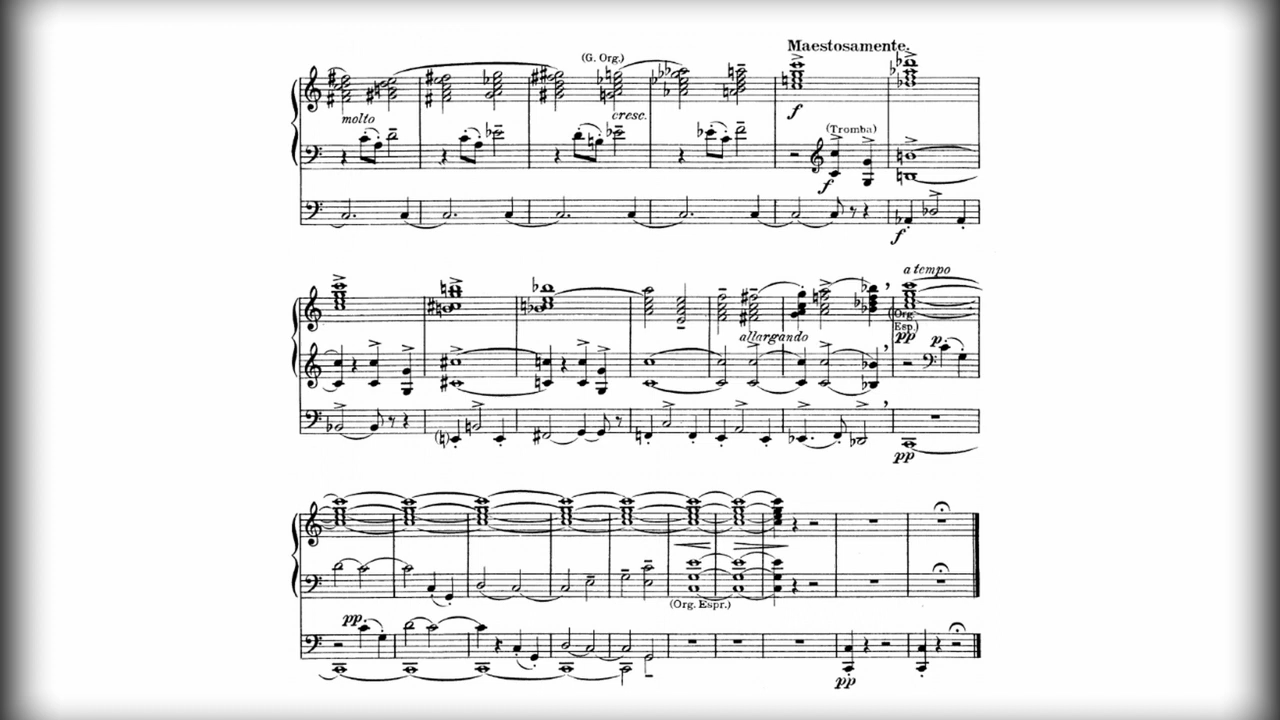 Maestosamente.
(G. Org.)
molto
cresc.
f
(Tromba)
f
f
a tempo
allargando
(Org. Esp.)
pp
p
pp
(Org. Espr.)
pp
pp